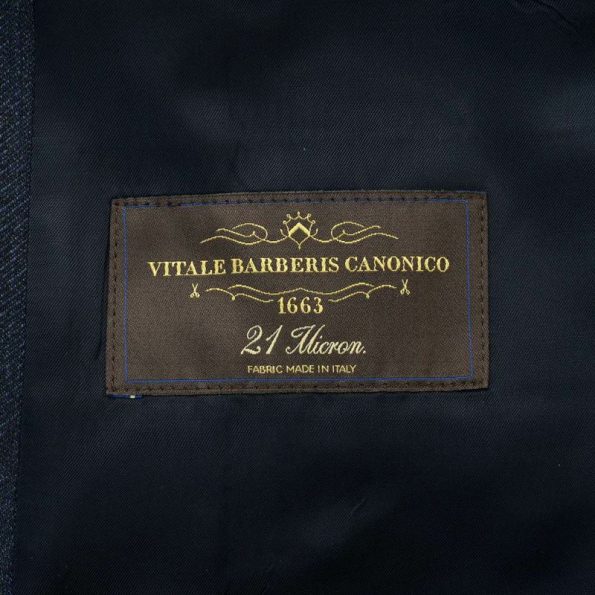 VITALE BARBERIS CANONICO
1663
21 Micron.
FABRIC MADE IN ITALY